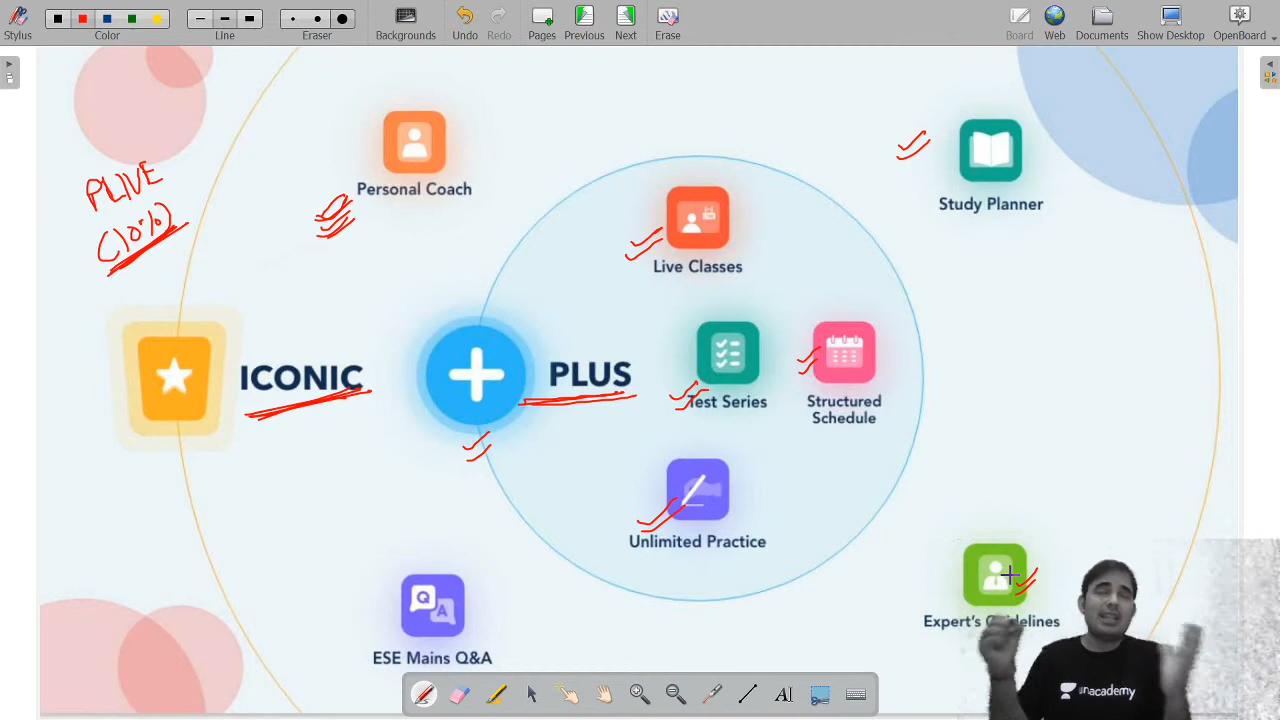 Stylus
Color
Line
Eraser
Backgrounds
Undo
Redo
Pages
Previous
Next
Erase
Board
Web
Documents
Show Desktop
OpenBoard
PLIVE
(10%)
Personal Coach
Live Classes
Study Planner
ICONIC
PLUS
Test Series
Structured
Schedule
Unlimited Practice
Q
A
ESE Mains Q&A
Expert's Guidelines
unacademy